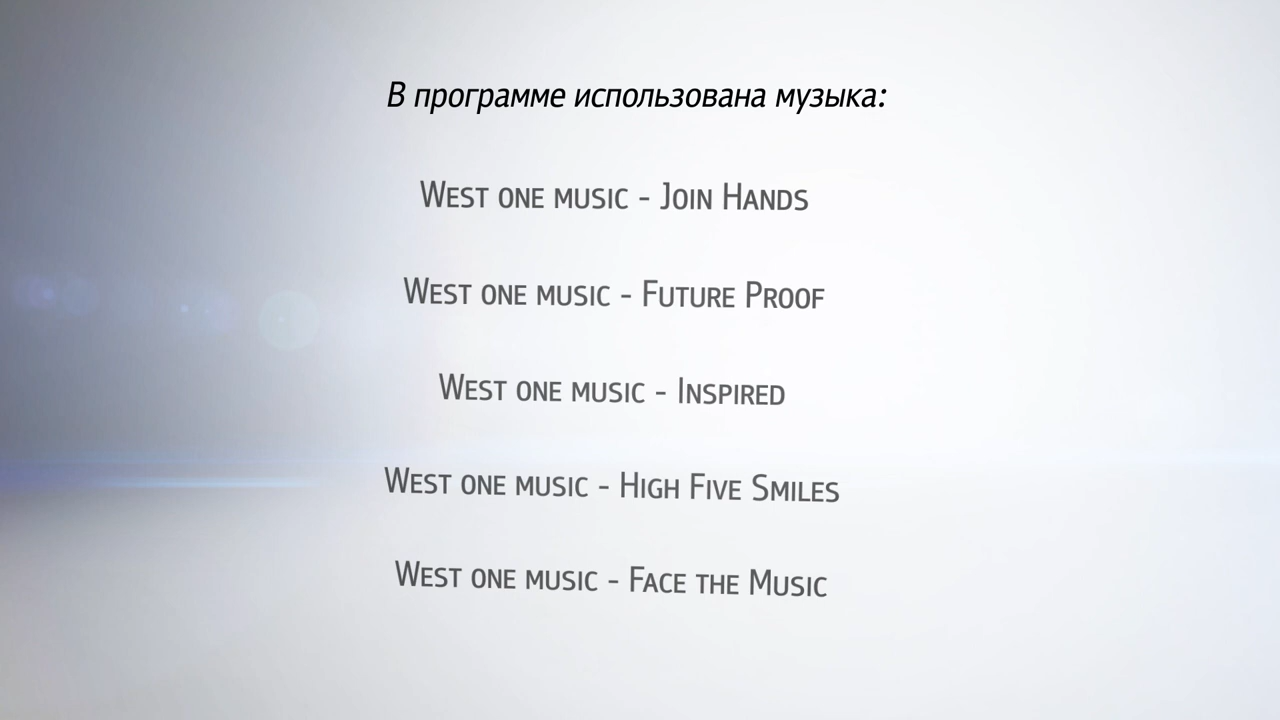 В программе использована музыка:
West one music - Join Hands
West one music - Future Proof
West one music - Inspired
West one music - High Five Smiles
West one music - Face the Music